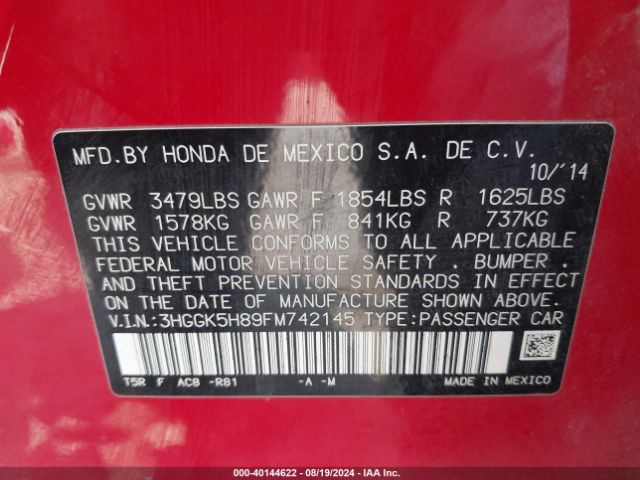 MFD.BY HONDA DE MEXICO S.A. DE C.V.
10/'14
GVWR 3479LBS GAWR F 1854LBS R 1625LBS
GVWR 1578KG GAWR F 841KG R 737KG
THIS VEHICLE CONFORMS TO ALL APPLICABLE
FEDERAL MOTOR VEHICLE SAFETY . BUMPER .
AND THEFT PREVENTION STANDARDS IN EFFECT
ON THE DATE OF MANUFACTURE SHOWN ABOVE.
V.I.N:3HGGK5H89FM742145 TYPE:PASSENGER CAR
T5R F AC8 -R81 -A -M MADE IN MEXICO
Stock#: 40144622 - 08/19/2024 - IAA Inc.